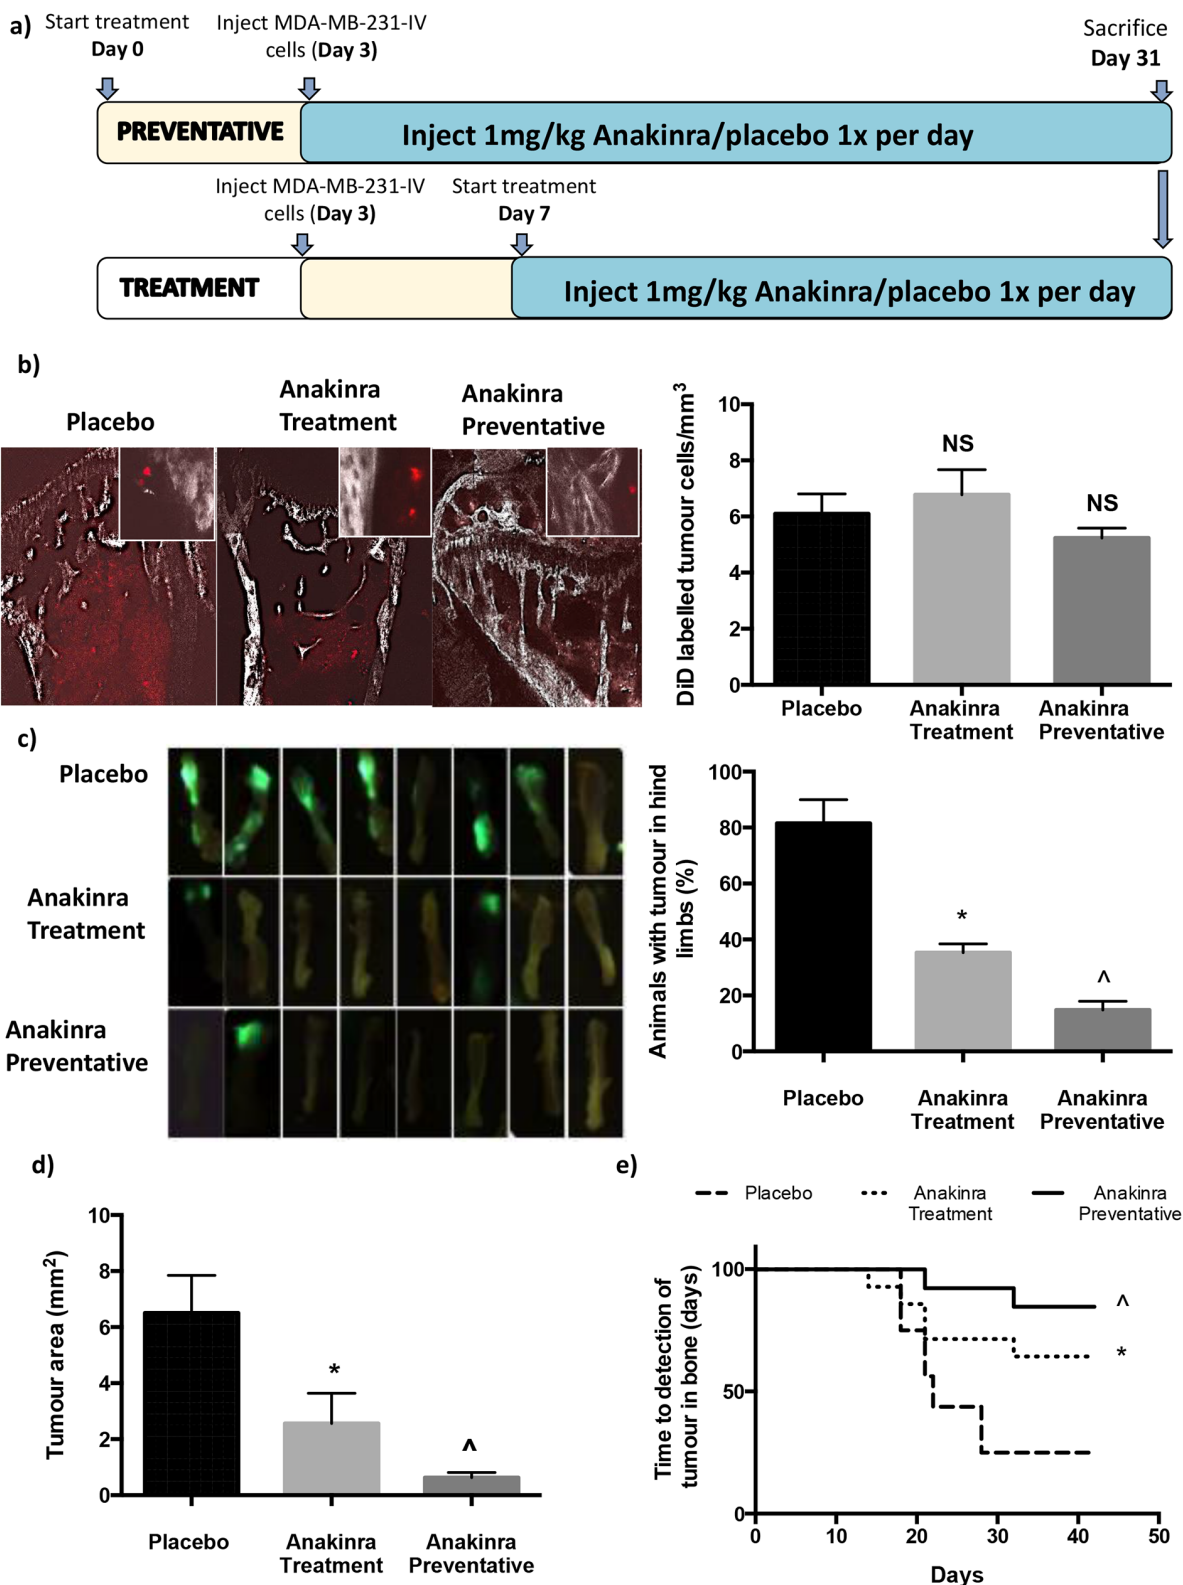 a)
Start treatment
Day 0
Inject MDA-MB-231-IV
cells (Day 3)
Sacrifice
Day 31
PREVENTATIVE
Inject 1mg/kg Anakinra/placebo 1x per day
Inject MDA-MB-231-IV
cells (Day 3)
Start treatment
Day 7
TREATMENT
Inject 1mg/kg Anakinra/placebo 1x per day
b)
Placebo
Anakinra
Treatment
Anakinra
Preventative
DiD labelled tumour cells/mm3
10
8
6
4
2
0
NS
NS
Placebo
Anakinra
Treatment
Anakinra
Preventative
c)
Placebo
Anakinra
Treatment
Anakinra
Preventative
Animals with tumour in hind
limbs (%)
100
80
60
40
20
0
*
^
Placebo
Anakinra
Treatment
Anakinra
Preventative
d)
Tumour area (mm2)
10
8
6
4
2
0
*
^
Placebo
Anakinra
Treatment
Anakinra
Preventative
e)
Placebo
Anakinra
Treatment
Anakinra
Preventative
Time to detection of
tumour in bone (days)
100
50
0
^
*
0
10
20
30
40
50
Days